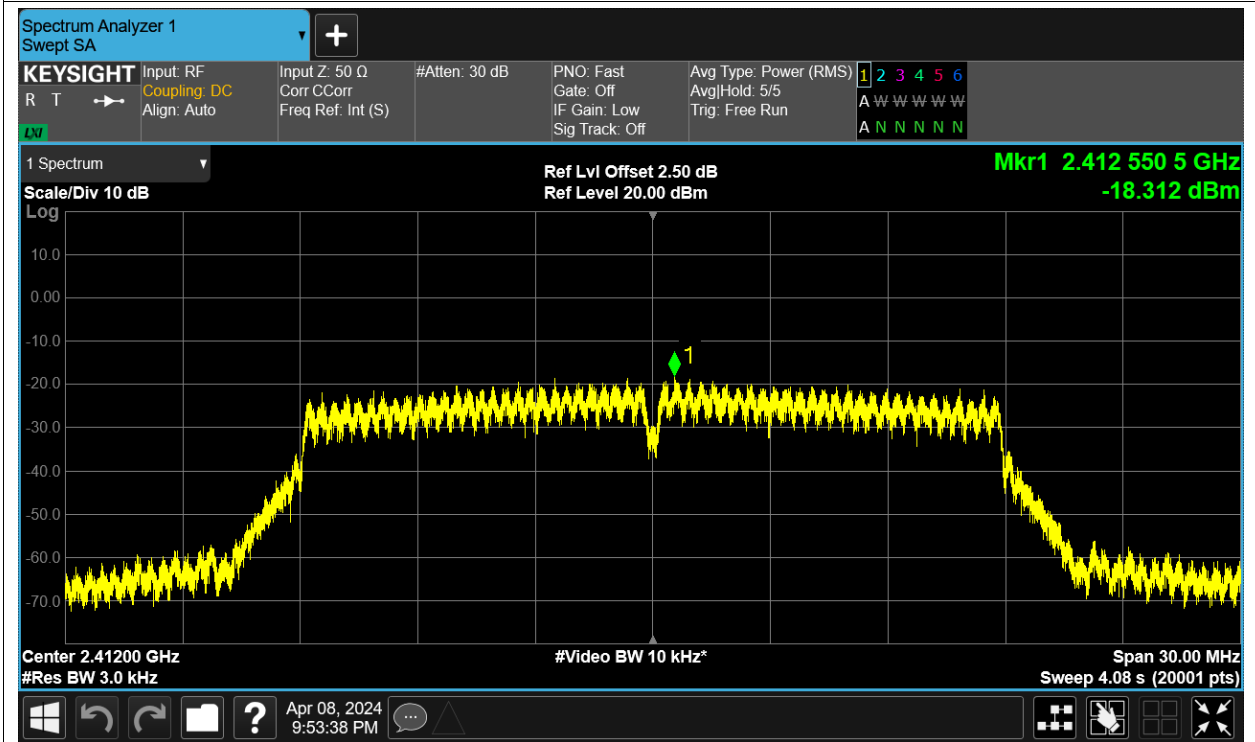 Spectrum Analyzer 1
Swept SA
KEYSIGHT
R T
LXI
Input: RF
Coupling: DC
Align: Auto
Input Z: 50 Ω
Corr CCorr
Freq Ref: Int (S)
#Atten: 30 dB
PNO: Fast
Gate: Off
IF Gain: Low
Sig Track: Off
Avg Type: Power (RMS)
Avg|Hold: 5/5
Trig: Free Run
1 2 3 4 5 6
A W W W W W
A N N N N N
1 Spectrum
Scale/Div 10 dB
Ref Lvl Offset 2.50 dB
Ref Level 20.00 dBm
Mkr1 2.412 550 5 GHz
-18.312 dBm
Log
10.0
0.00
-10.0
1
-20.0
-30.0
-40.0
-50.0
-60.0
-70.0
Center 2.41200 GHz
#Video BW 10 kHz*
Span 30.00 MHz
#Res BW 3.0 kHz
Sweep 4.08 s (20001 pts)
?
Apr 08, 2024
9:53:38 PM